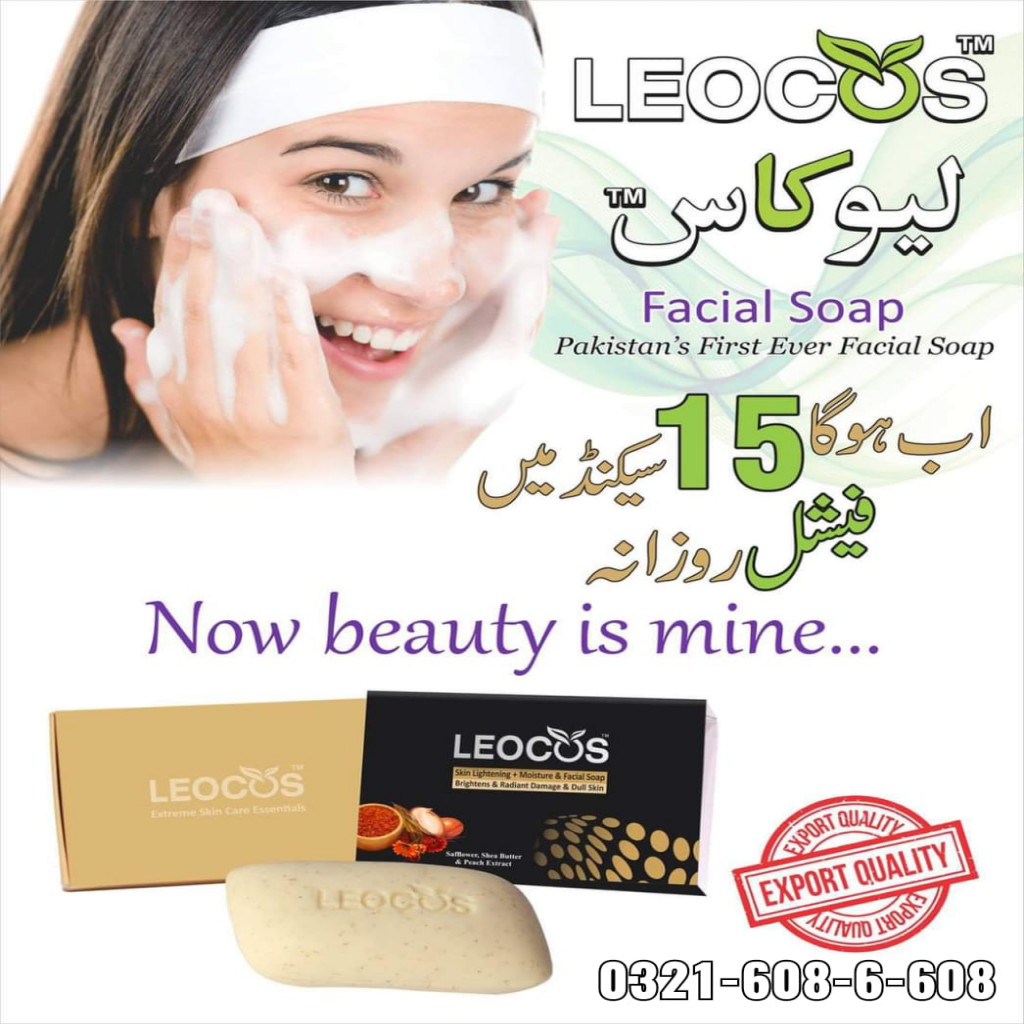 LEOCOS™
لیوکاس™
Facial Soap
Pakistan's First Ever Facial Soap
اب ہوگا 15 سیکنڈ میں
فیشل روزانہ
Now beauty is mine...
LEOCOS™
Extreme Skin Care Essentials
LEOCOS™
Skin Lightening + Moisture & Facial Soap
Brightens & Radiant Damage & Dull Skin
Safflower, Shea Butter
& Peach Extract
LEOCOS
EXPORT QUALITY
EXPORT QUALITY
EXPORT QUALITY
0321-608-6-608